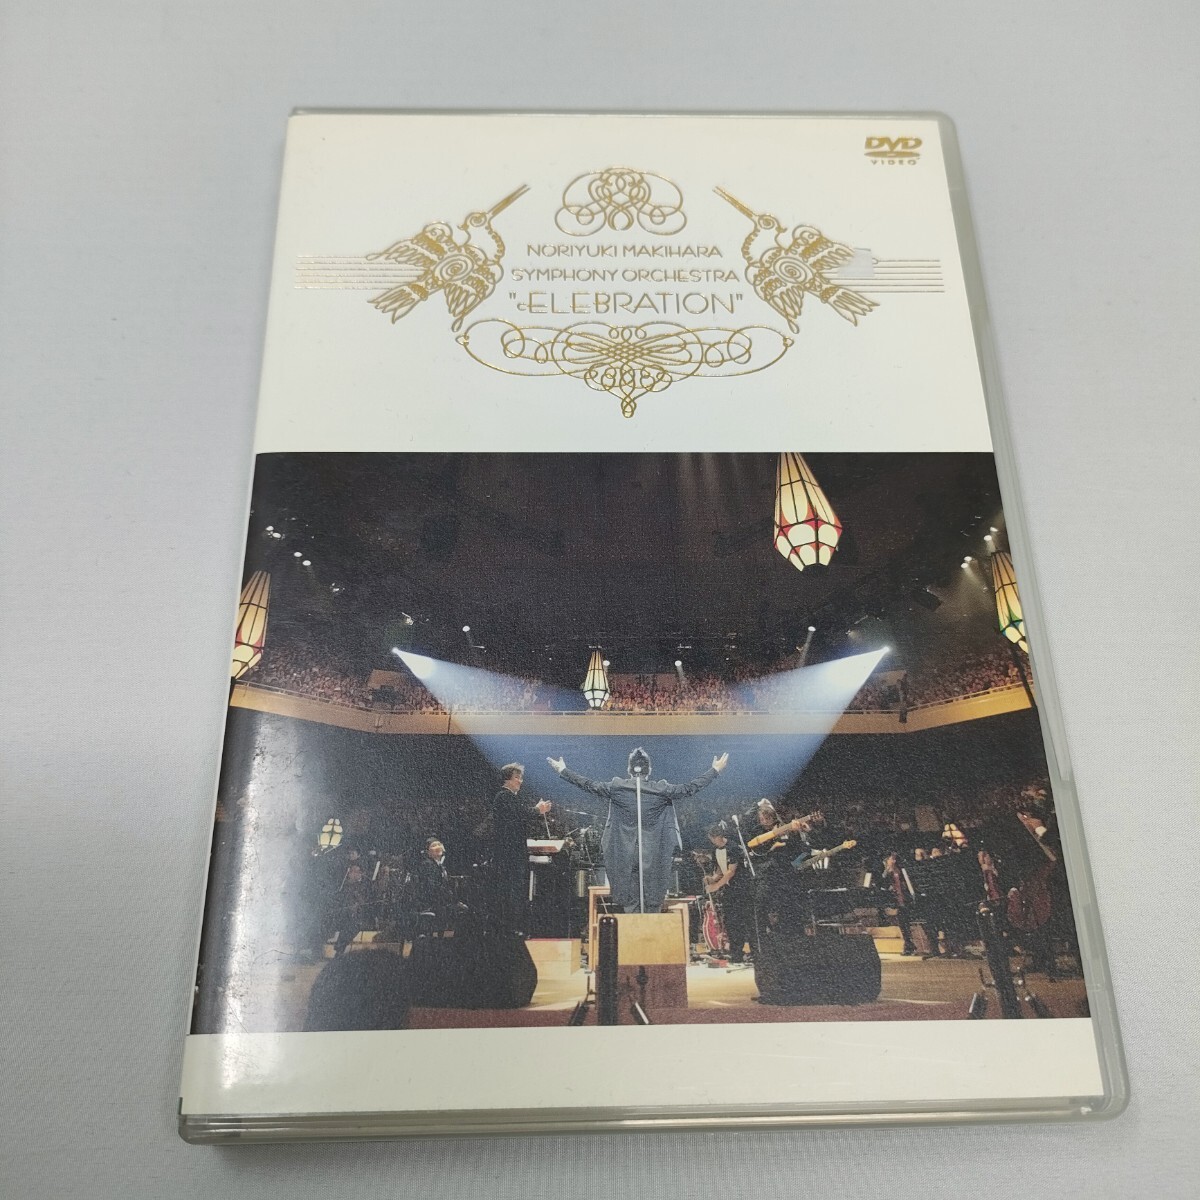 DVD
VIDEO
NORIYUKI MAKIHARA
SYMPHONY ORCHESTRA
"cELEBRATION"